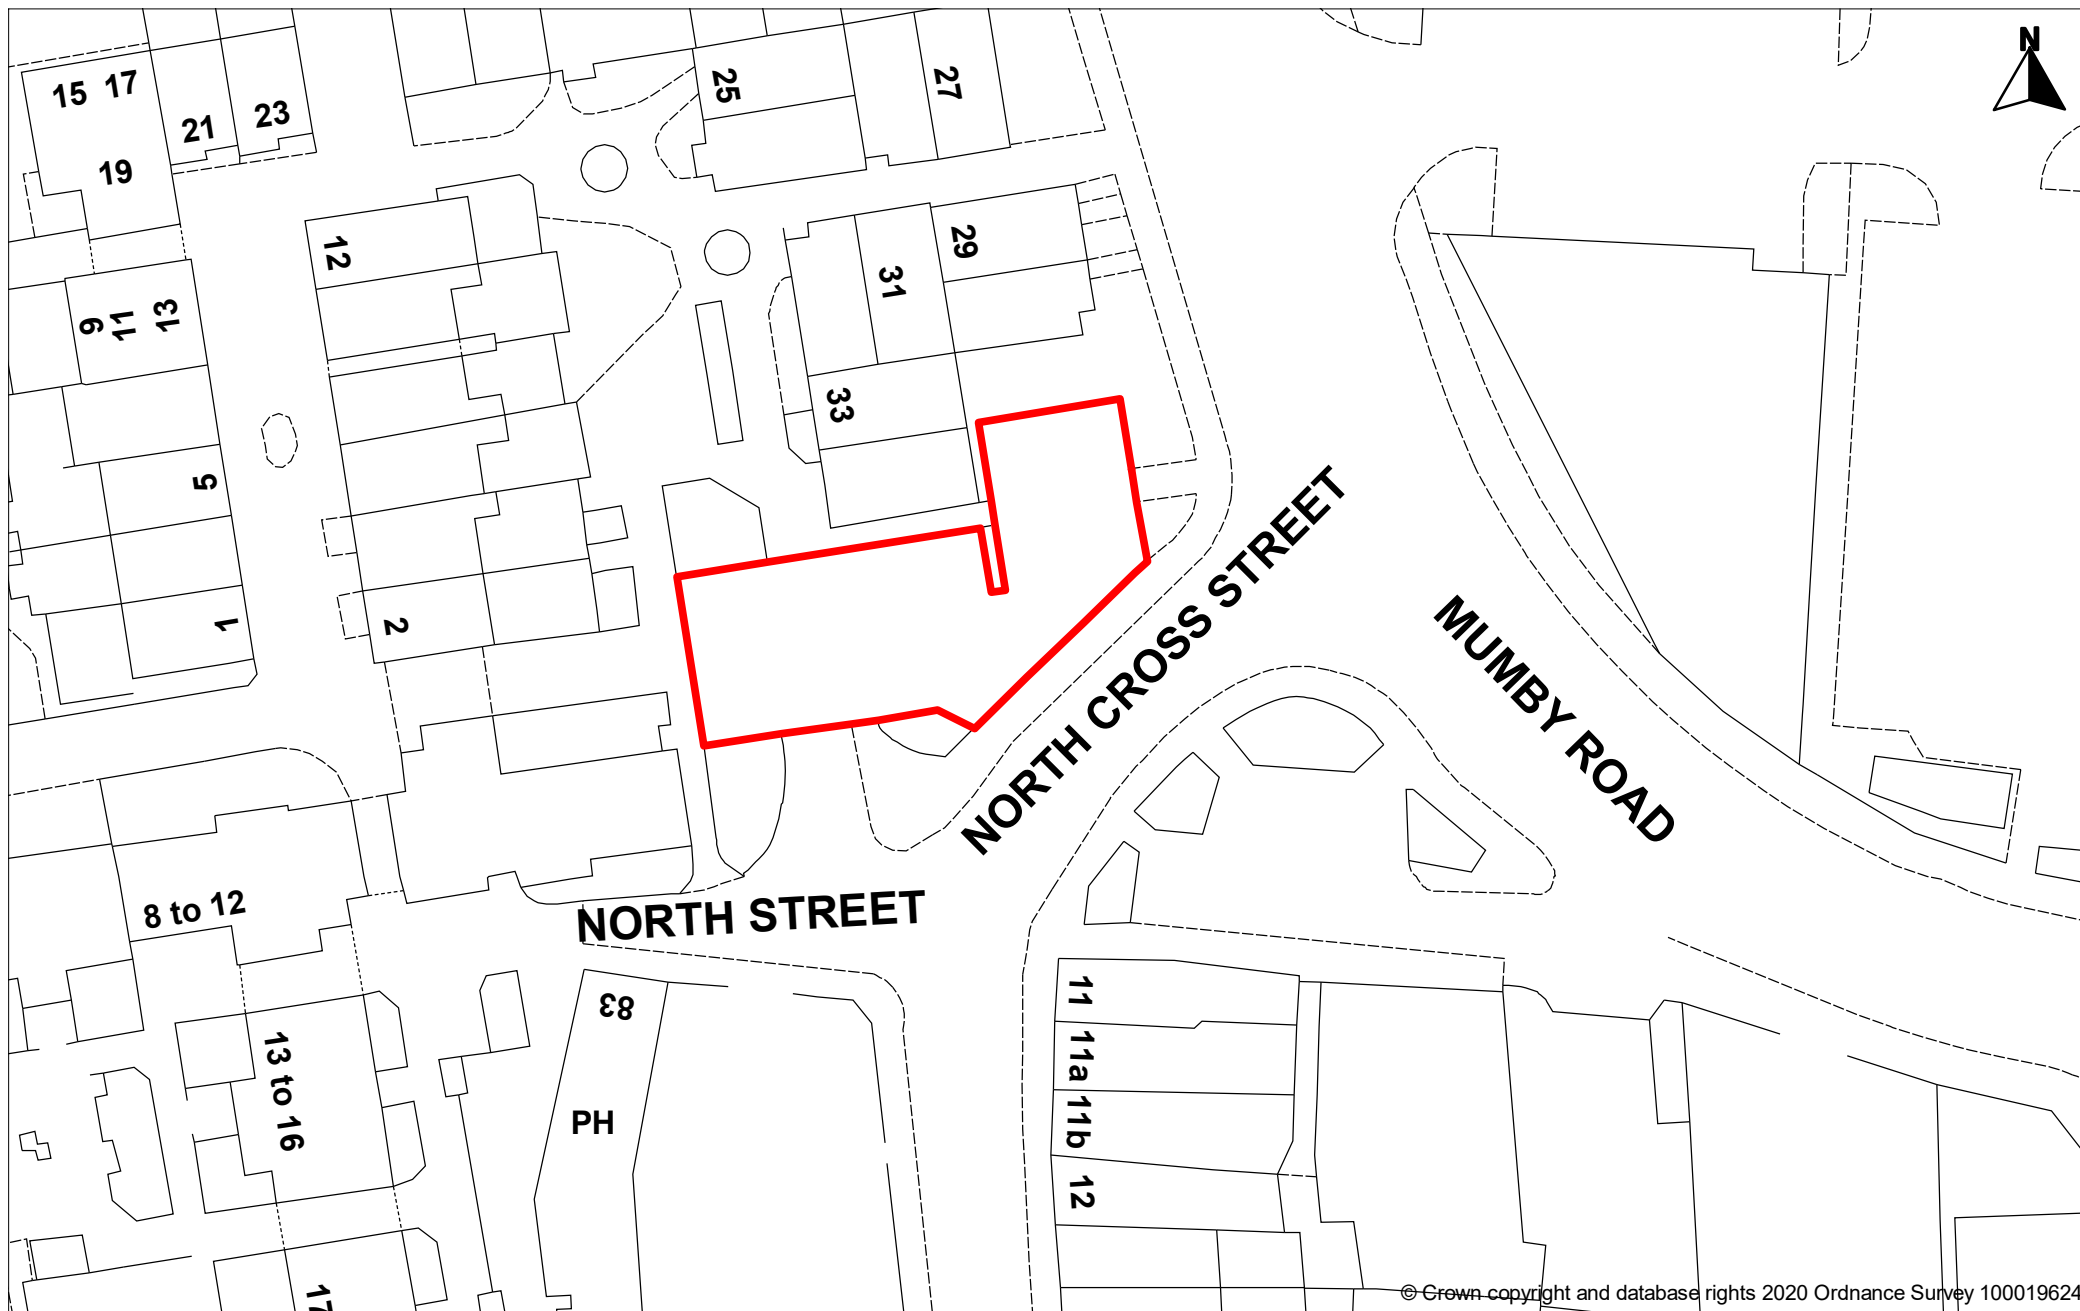 N
15 17
21
23
19
25
27
12
31
29
9
11
13
33
5
1
2
NORTH CROSS STREET
MUMBY ROAD
8 to 12
NORTH STREET
83
PH
13 to 16
11
11a
11b
12
17
© Crown copyright and database rights 2020 Ordnance Survey 100019624